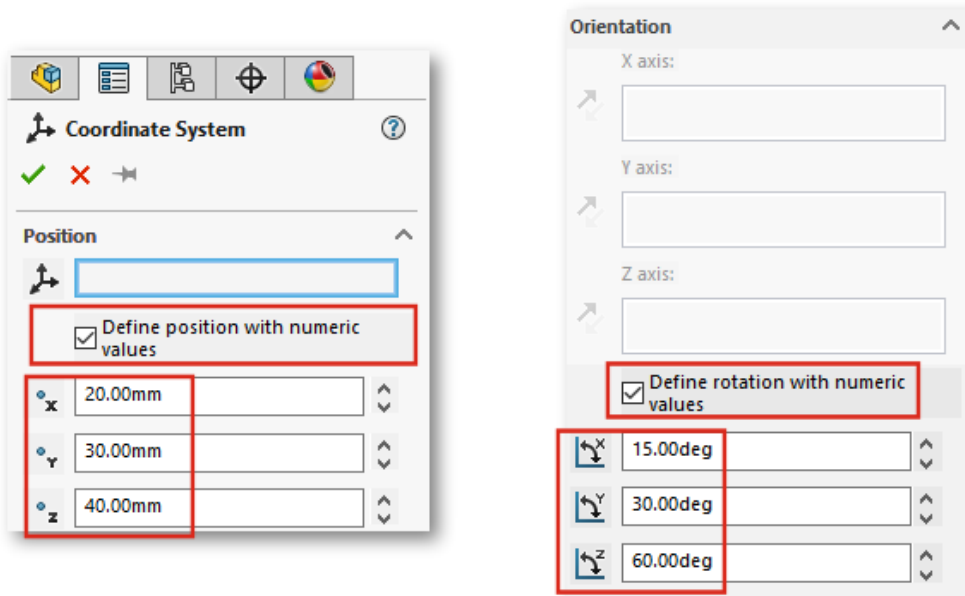 Coordinate System
Position
Define position with numeric
values
x
20.00mm
Y
30.00mm
z
40.00mm
Orientation
X axis:
Y axis:
Z axis:
Define rotation with numeric
values
X
15.00deg
Y
30.00deg
Z
60.00deg